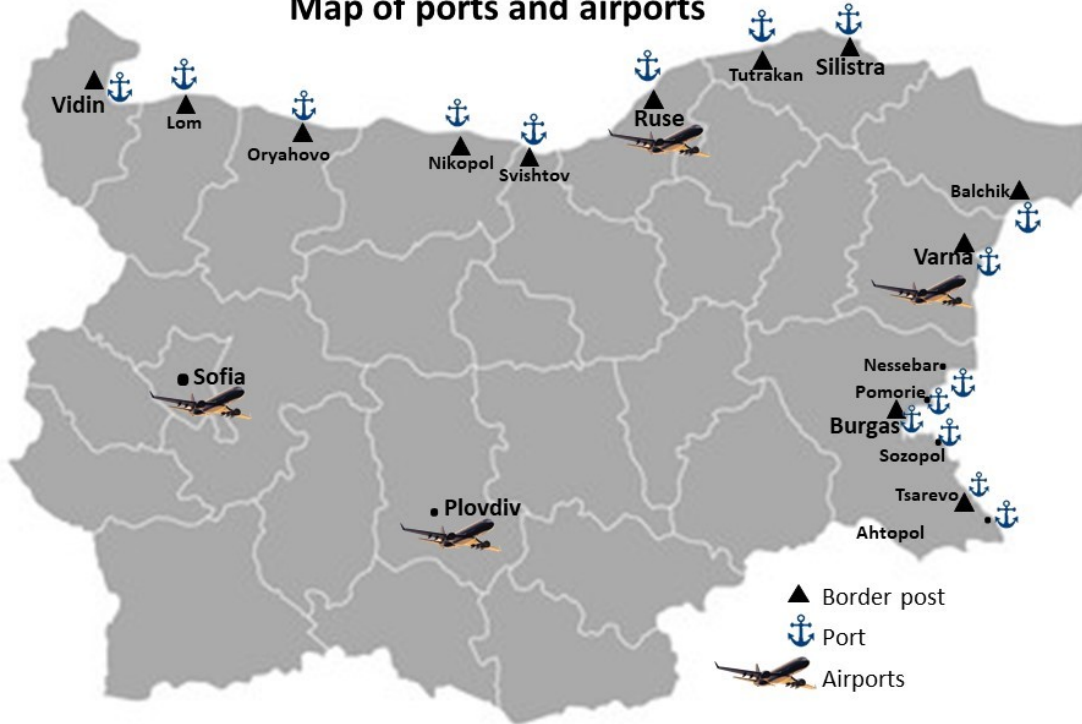 Map of ports and airports
Silistra
Tutrakan
Vidin
Lom
Ruse
Oryahovo
Nikopol
Svishtov
Balchik
Varna
Nessebar
Sofia
Pomorie
Burgas
Sozopol
Tsarevo
Plovdiv
Ahtopol
Border post
Port
Airports